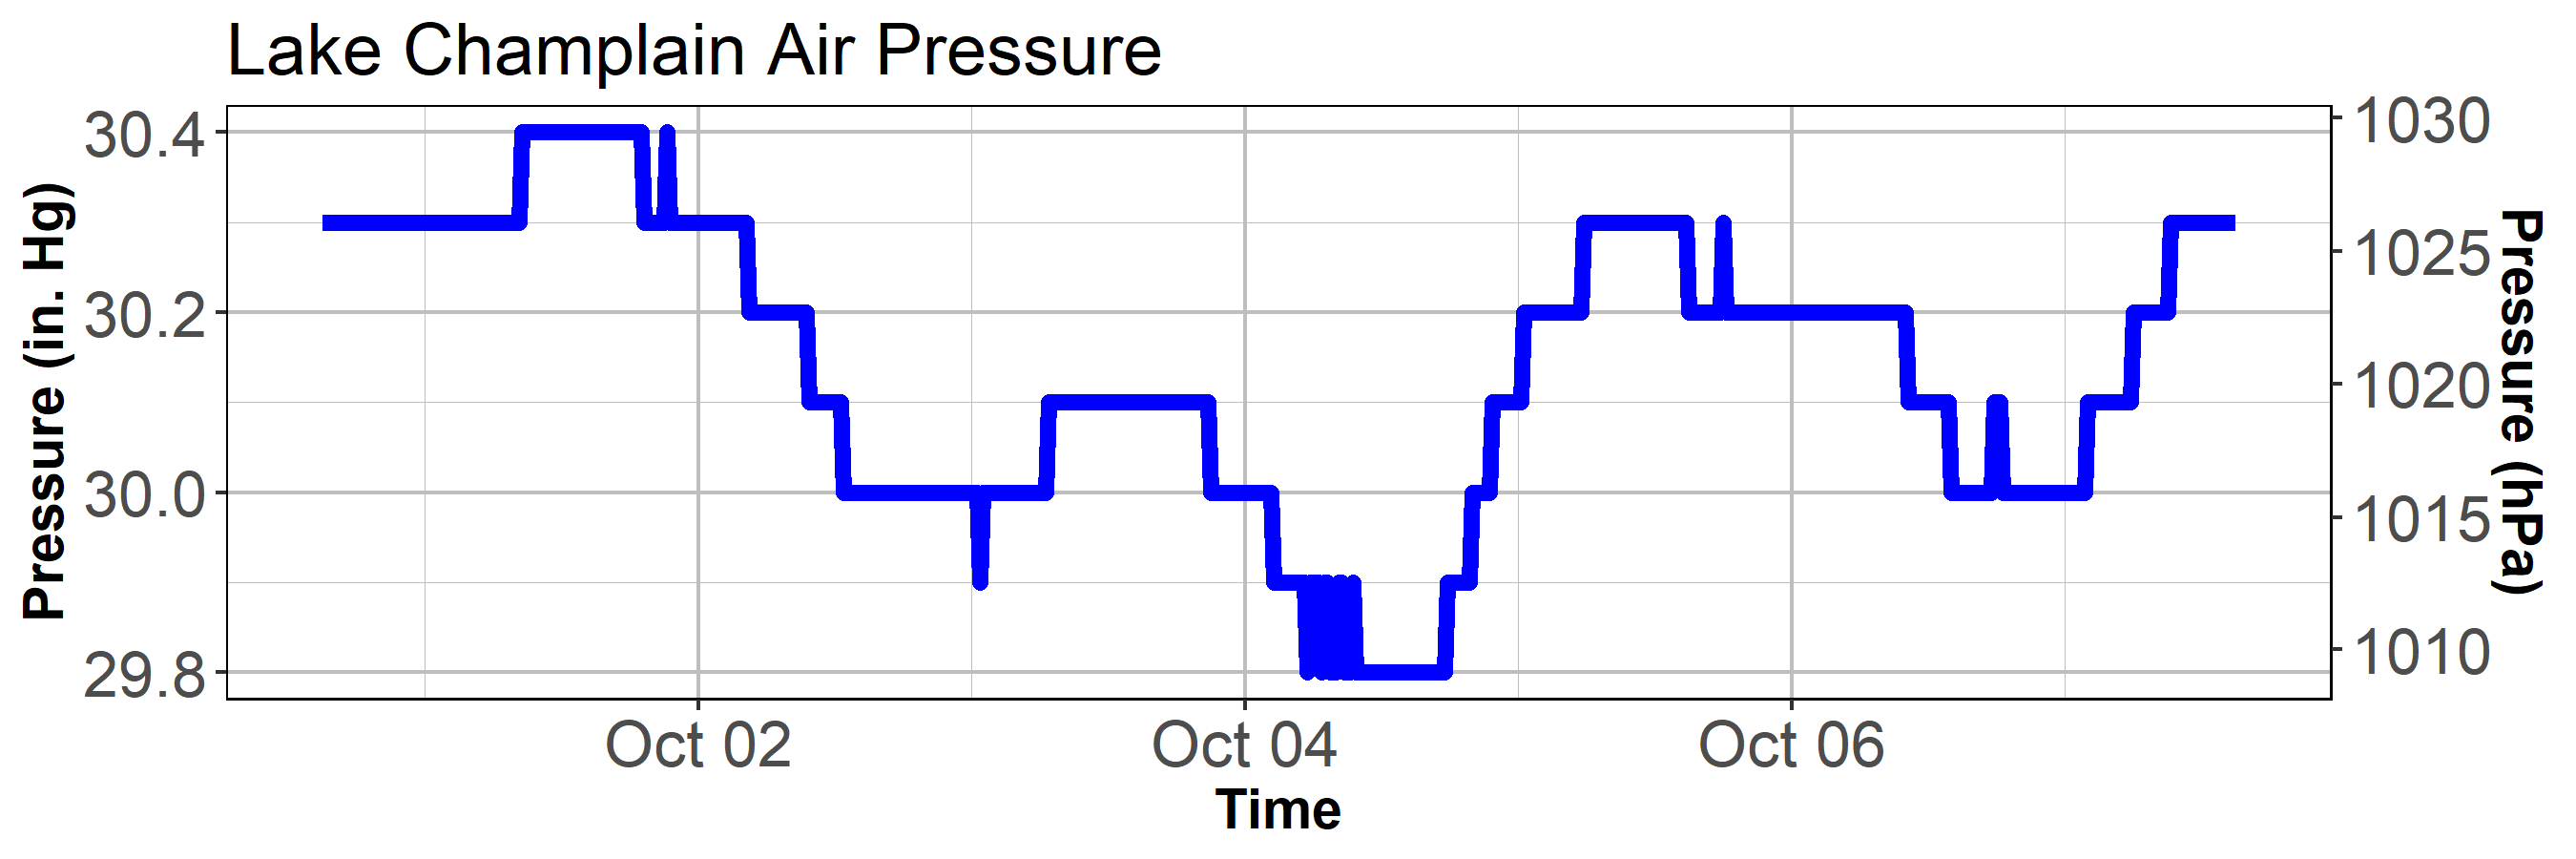 Lake Champlain Air Pressure
Pressure (in. Hg)
30.4
30.2
30.0
29.8
1030
1025
1020
1015
1010
Pressure (hPa)
Oct 02 Oct 04 Oct 06
Time